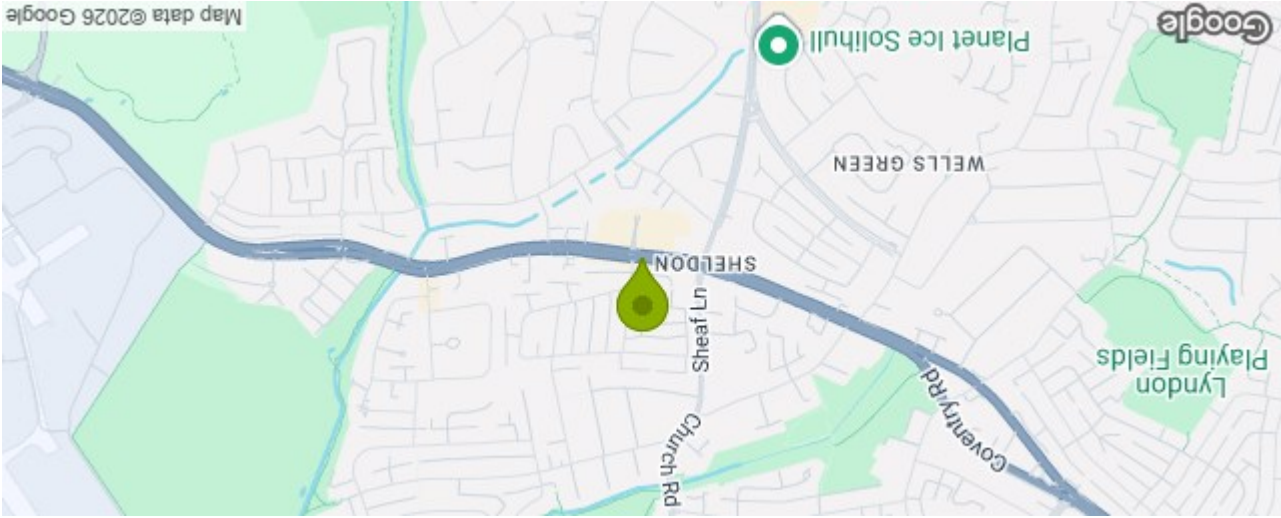 Church Rd
Coventry Rd
Lyndon
Playing Fields
Sheaf Ln
SHELDON
WELLS GREEN
Planet Ice Solihull
Google
Map data ©2026 Google